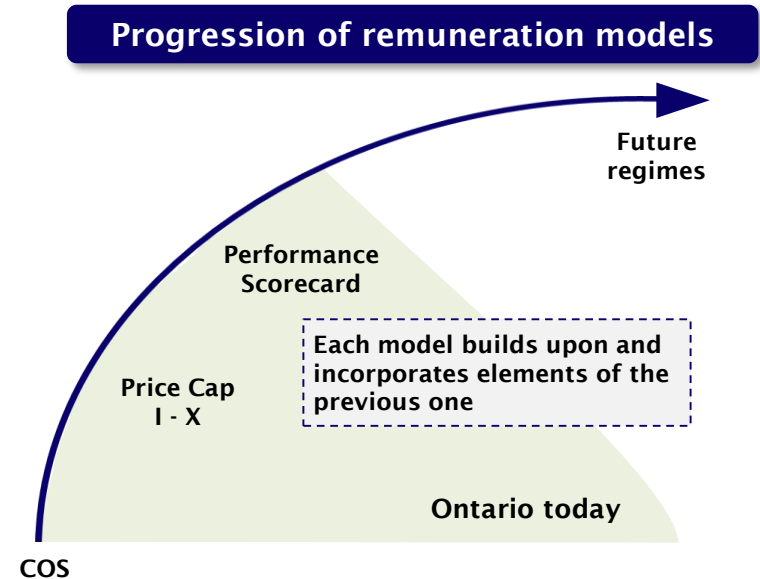 Progression of remuneration models
Future
regimes
Performance
Scorecard
Each model builds upon and
incorporates elements of the
previous one
Price Cap
I - X
Ontario today
COS